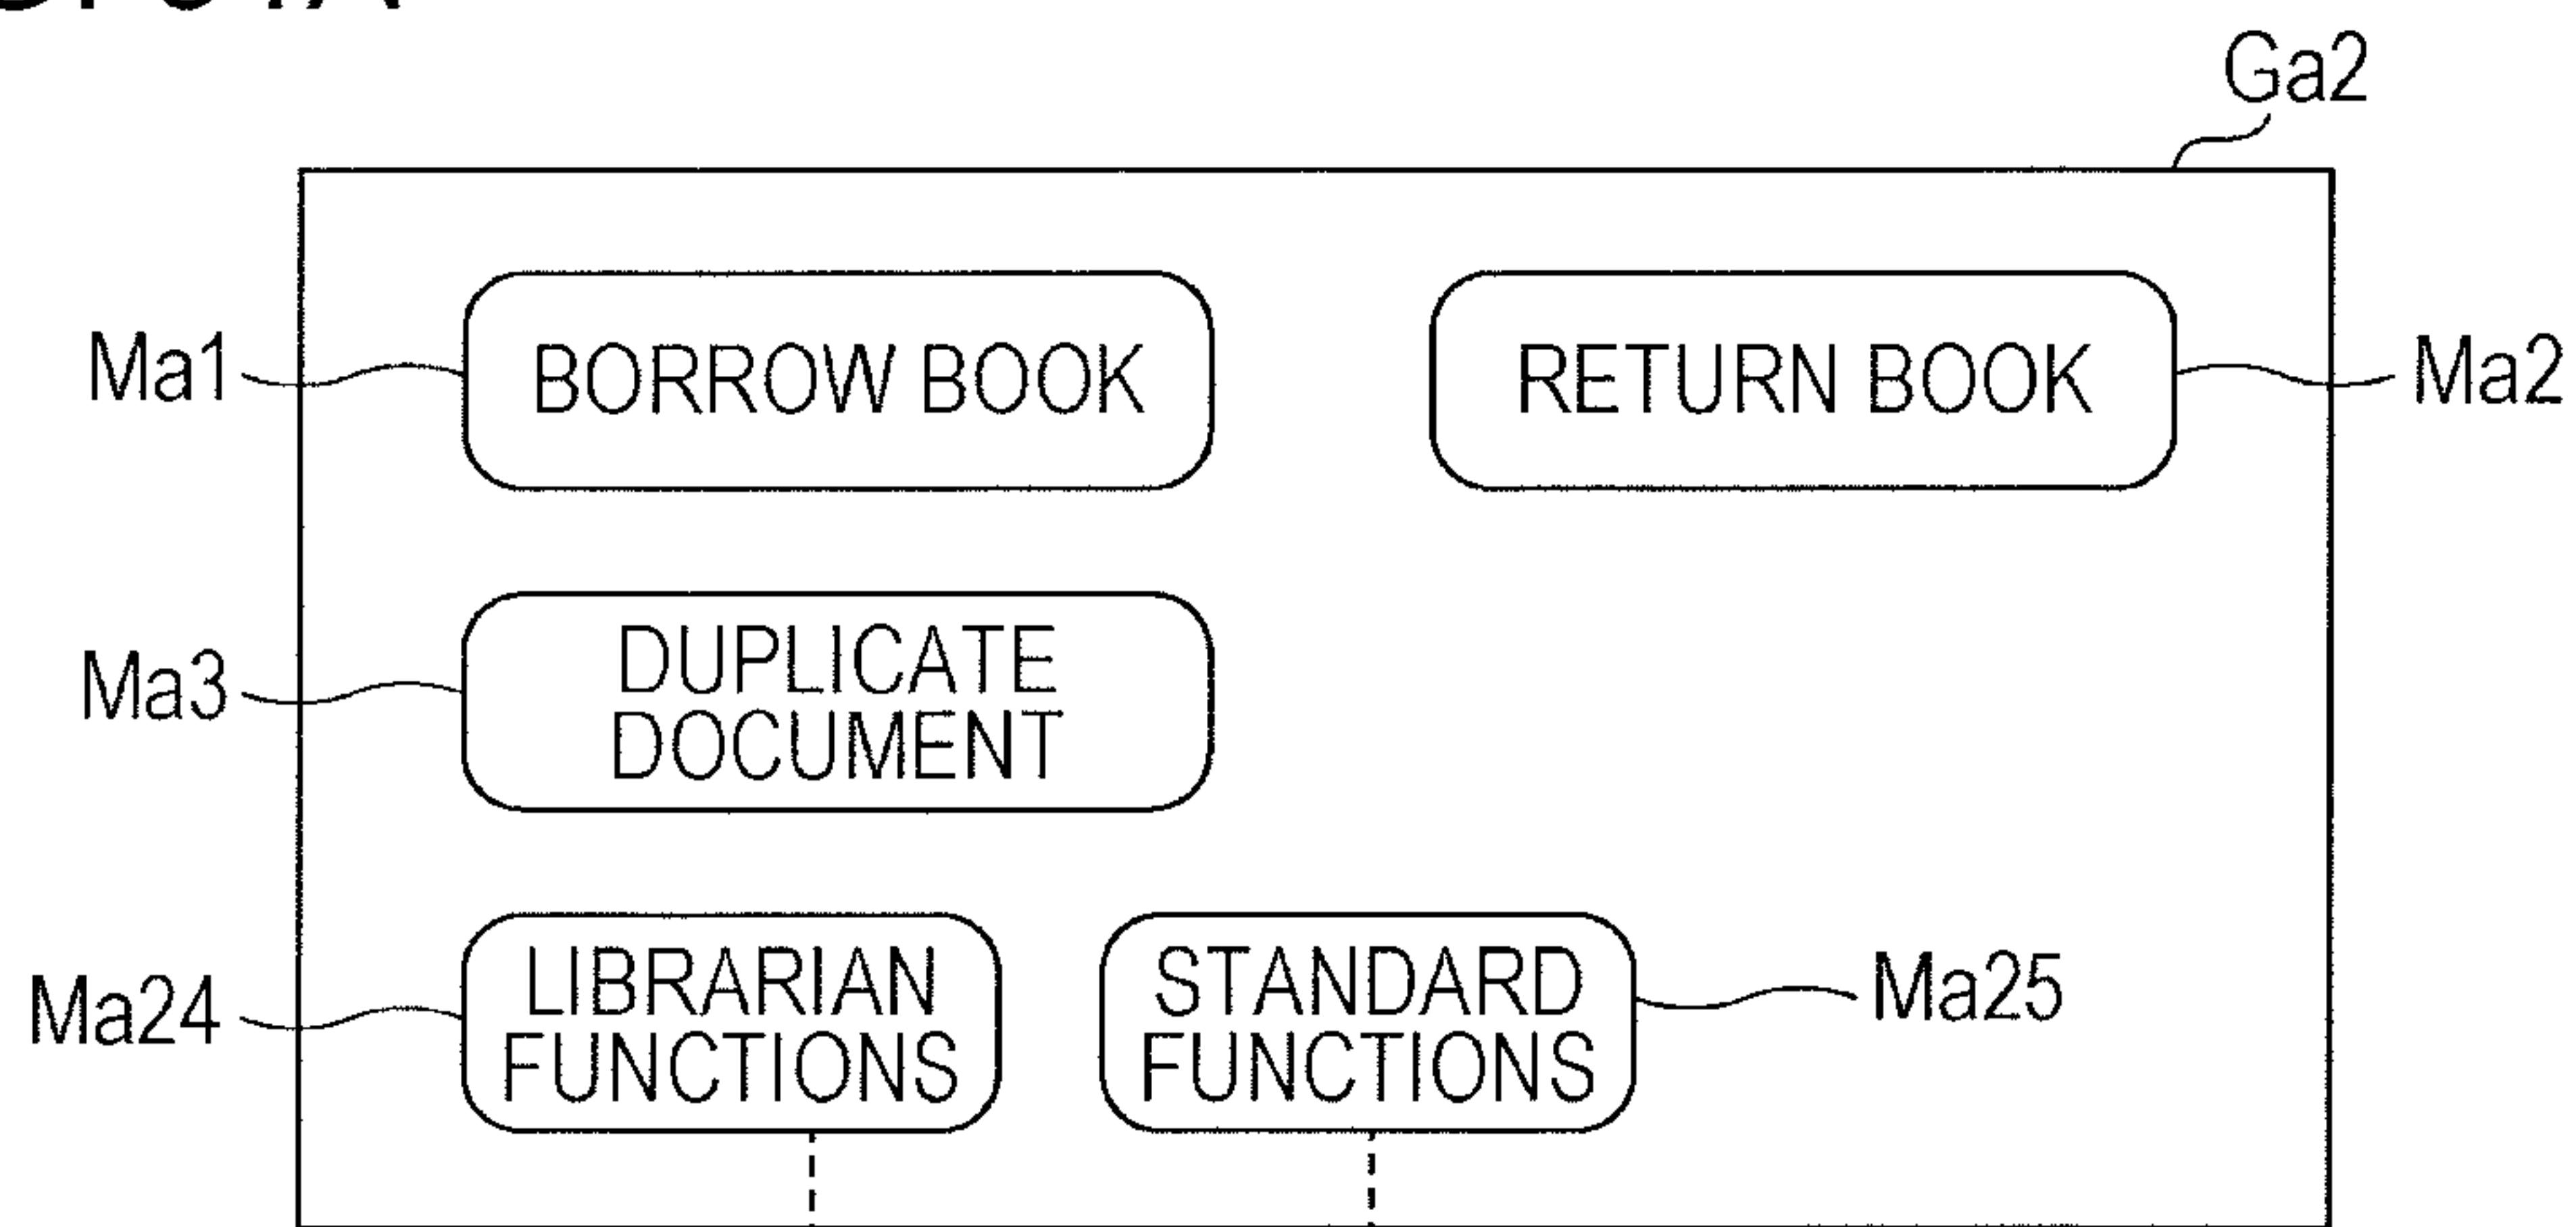 Ga2
Ma1
BORROW BOOK
RETURN BOOK
Ma2
Ma3
DUPLICATE
DOCUMENT
Ma24
LIBRARIAN
FUNCTIONS
STANDARD
FUNCTIONS
Ma25